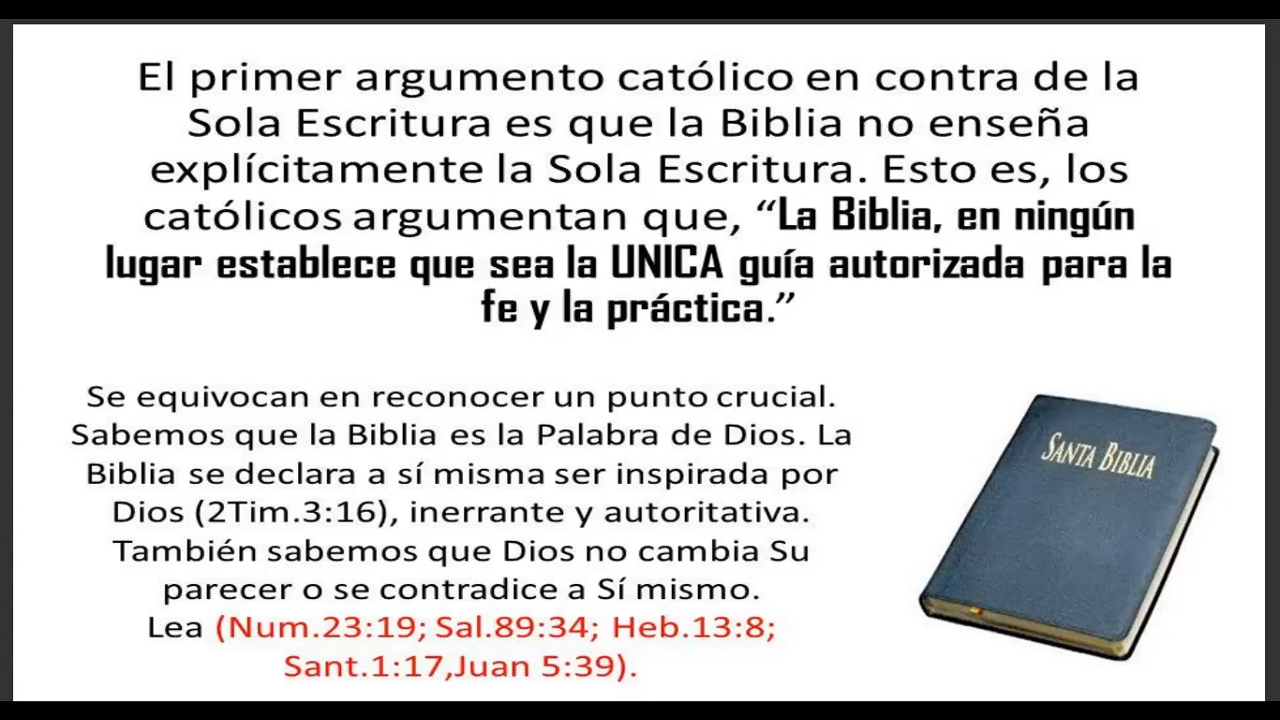 El primer argumento católico en contra de la
Sola Escritura es que la Biblia no enseña
explícitamente la Sola Escritura. Esto es, los
católicos argumentan que, “La Biblia, en ningún
lugar establece que sea la UNICA guía autorizada para la
fe y la práctica.”
Se equivocan en reconocer un punto crucial.
Sabemos que la Biblia es la Palabra de Dios. La
Biblia se declara a sí misma ser inspirada por
Dios (2Tim.3:16), inerrante y autoritativa.
También sabemos que Dios no cambia Su
parecer o se contradice a Sí mismo.
Lea (Num.23:19; Sal.89:34; Heb.13:8;
Sant.1:17,Juan 5:39).
SANTA BIBLIA